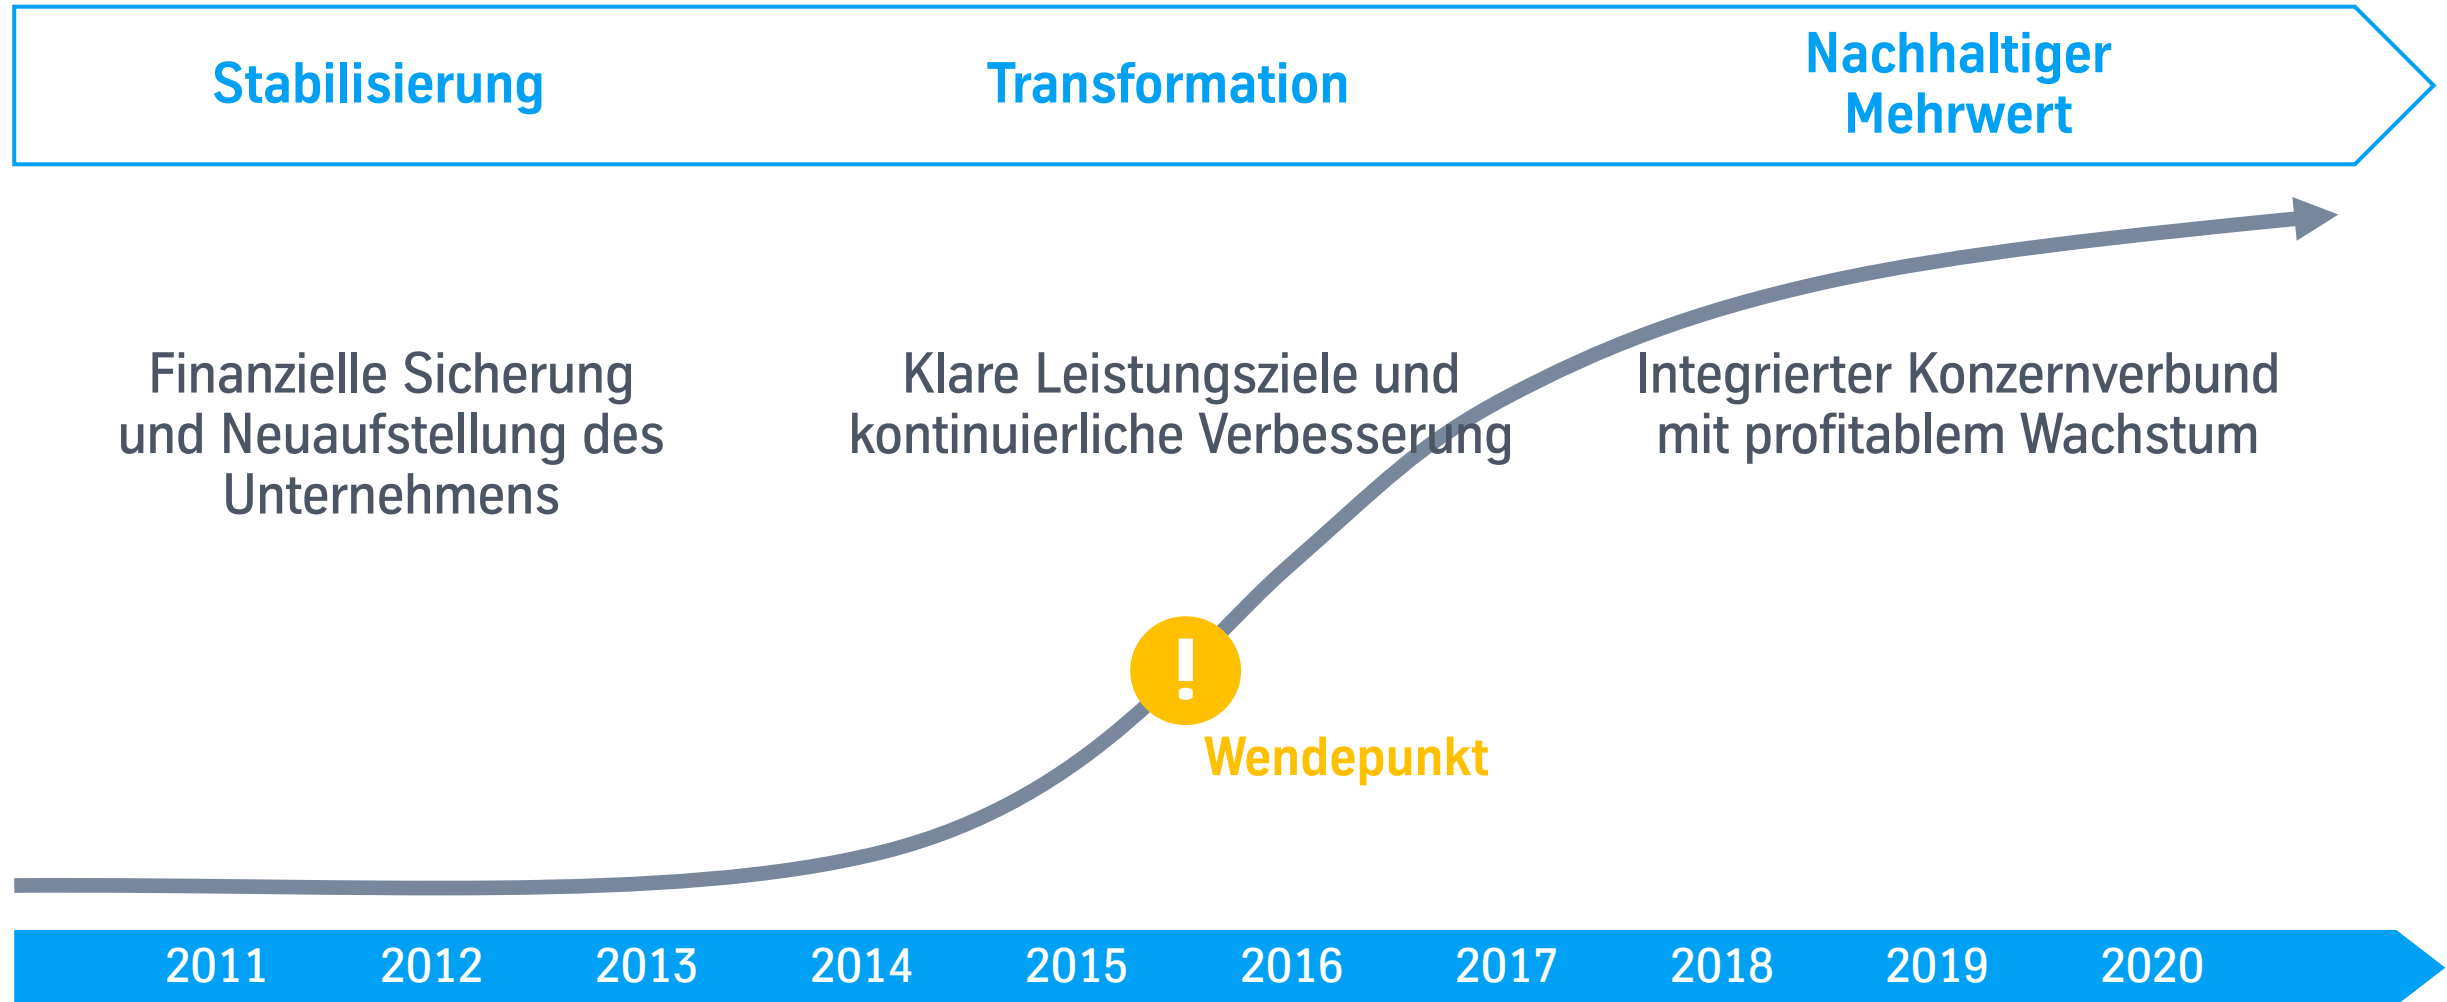 Stabilisierung
Transformation
Nachhaltiger
Mehrwert
Finanzielle Sicherung
und Neuaufstellung des
Unternehmens
Klare Leistungsziele und
kontinuierliche Verbesserung
Integrierter Konzernverbund
mit profitablem Wachstum
!
Wendepunkt
2011 2012 2013 2014 2015 2016 2017 2018 2019 2020